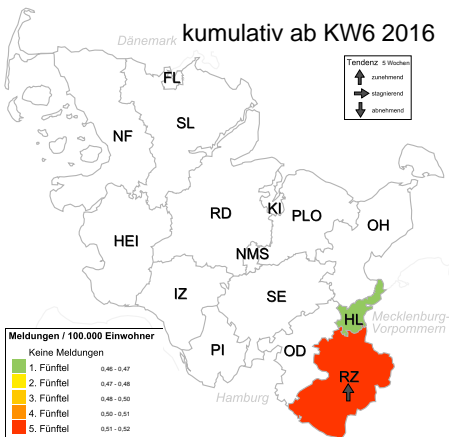 kumulativ ab KW6 2016
Dänemark
Tendenz 5 Wochen
zunehmend
stagnierend
abnehmend
FL
SL
NF
RD
KI
PLO
OH
HEI
NMS
IZ
SE
HL
Mecklenburg-
Vorpommern
PI
OD
RZ
Hamburg
Meldungen / 100.000 Einwohner
Keine Meldungen
1. Fünftel 0,46 - 0,47
2. Fünftel 0,47 - 0,48
3. Fünftel 0,48 - 0,50
4. Fünftel 0,50 - 0,51
5. Fünftel 0,51 - 0,52